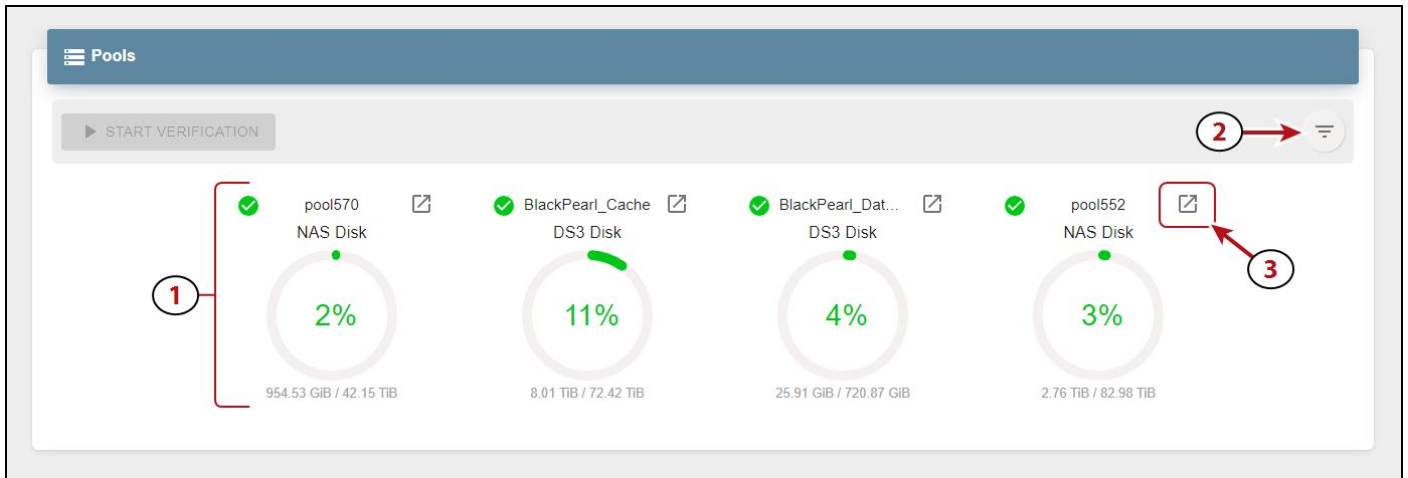 Pools
START VERIFICATION
2
pool570
BlackPearl_Cache
BlackPearl_Dat...
pool552
NAS Disk
DS3 Disk
DS3 Disk
NAS Disk
3
1
2%
11%
4%
3%
954.53 GiB / 42.15 TiB
8.01 TiB / 72.42 TiB
25.91 GiB / 720.87 GiB
2.76 TiB / 82.98 TiB